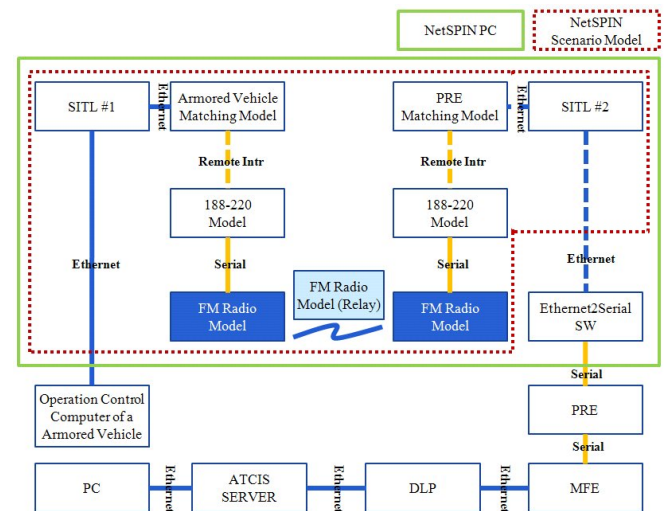 NetSPIN PC
NetSPIN
Scenario Model
SITL #1
Ethernet
Armored Vehicle
Matching Model
PRE
Matching Model
Ethernet
SITL #2
Remote Intr
Remote Intr
188-220
Model
188-220
Model
Ethernet
Serial
Serial
Ethernet
FM Radio
Model
FM Radio
Model (Relay)
FM Radio
Model
Ethernet2Serial
SW
Serial
Operation Control
Computer of a
Armored Vehicle
PRE
Serial
PC
Ethernet
ATCIS
SERVER
Ethernet
DLP
Ethernet
MFE